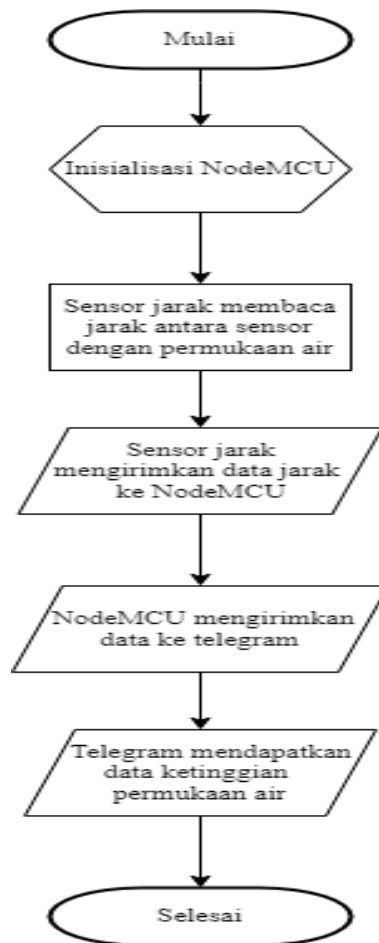 Mulai
Inisialisasi NodeMCU
Sensor jarak membaca
jarak antara sensor
dengan permukaan air
Sensor jarak
mengirimkan data jarak
ke NodeMCU
NodeMCU mengirimkan
data ke telegram
Telegram mendapatkan
data ketinggian
permukaan air
Selesai